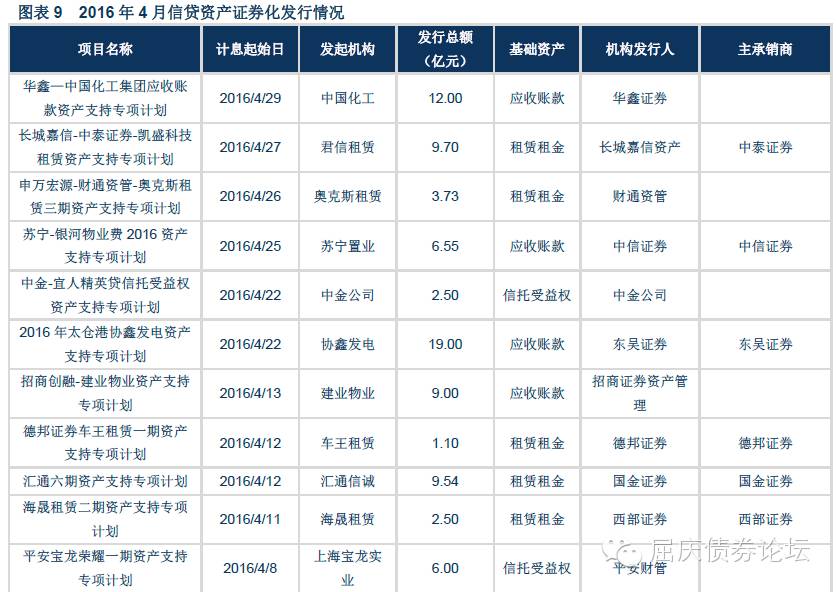 图表 9 2016 年 4 月信贷资产证券化发行情况
项目名称 计息起始日 发起机构 发行总额（亿元） 基础资产 机构发行人 主承销商
华鑫—中国化工集团应收账
款资产支持专项计划 2016/4/29 中国化工 12.00 应收账款 华鑫证券
长城嘉信-中泰证券-凯盛科技
租赁资产支持专项计划 2016/4/27 君信租赁 9.70 租赁租金 长城嘉信资产 中泰证券
申万宏源-财通资管-奥克斯租
赁三期资产支持专项计划 2016/4/26 奥克斯租赁 3.73 租赁租金 财通资管
苏宁-银河物业费 2016 资产
支持专项计划 2016/4/25 苏宁置业 6.55 应收账款 中信证券 中信证券
中金-宜人精英贷信托受益权
资产支持专项计划 2016/4/22 中金公司 2.50 信托受益权 中金公司
2016 年太仓港协鑫发电资产
支持专项计划 2016/4/22 协鑫发电 19.00 应收账款 东吴证券 东吴证券
招商创融-建业物业资产支持
专项计划 2016/4/13 建业物业 9.00 应收账款 招商证券资产管
理
德邦证券车王租赁一期资产
支持专项计划 2016/4/12 车王租赁 1.10 租赁租金 德邦证券 德邦证券
汇通六期资产支持专项计划 2016/4/12 汇通信诚 9.54 租赁租金 国金证券 国金证券
海晟租赁二期资产支持专项
计划 2016/4/11 海晟租赁 2.50 租赁租金 西部证券 西部证券
平安宝龙荣耀一期资产支持
专项计划 2016/4/8 上海宝龙实
业 6.00 信托受益权 平安财管
屈庆债券论坛